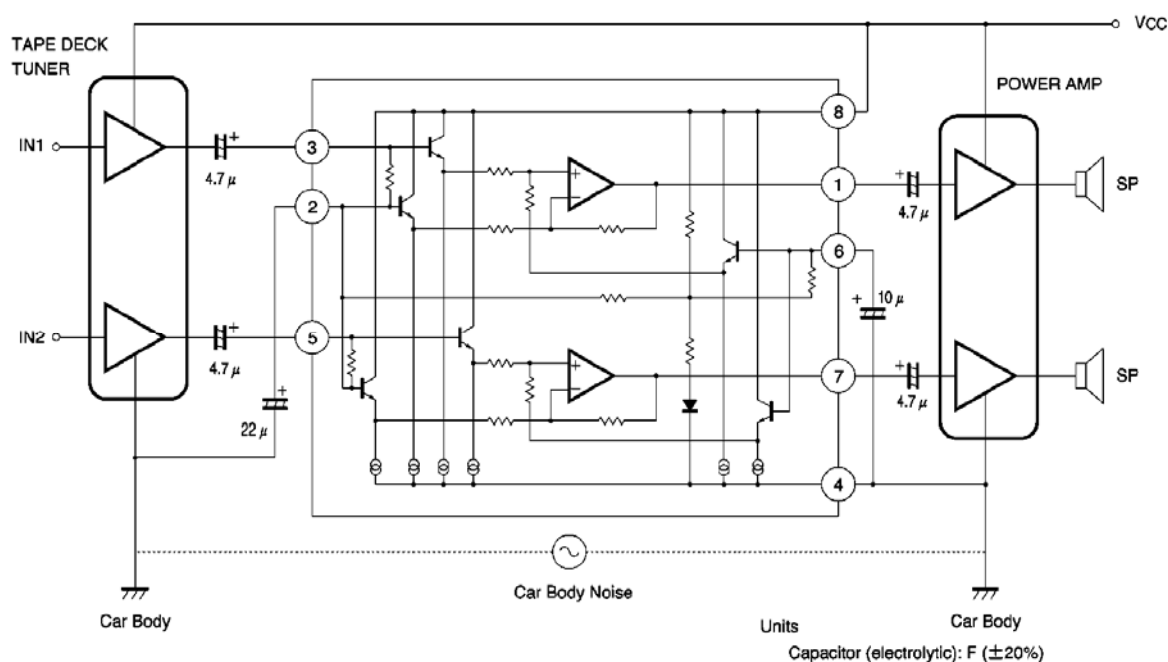 VCC
TAPE DECK
TUNER
POWER AMP
8
IN1
+
4.7 μ
3
+
−
1
+
4.7 μ
SP
2
6
+
10 μ
IN2
+
4.7 μ
5
+
−
7
+
4.7 μ
SP
+
22 μ
4
Car Body Noise
Car Body
Car Body
Units
Capacitor (electrolytic): F (±20%)